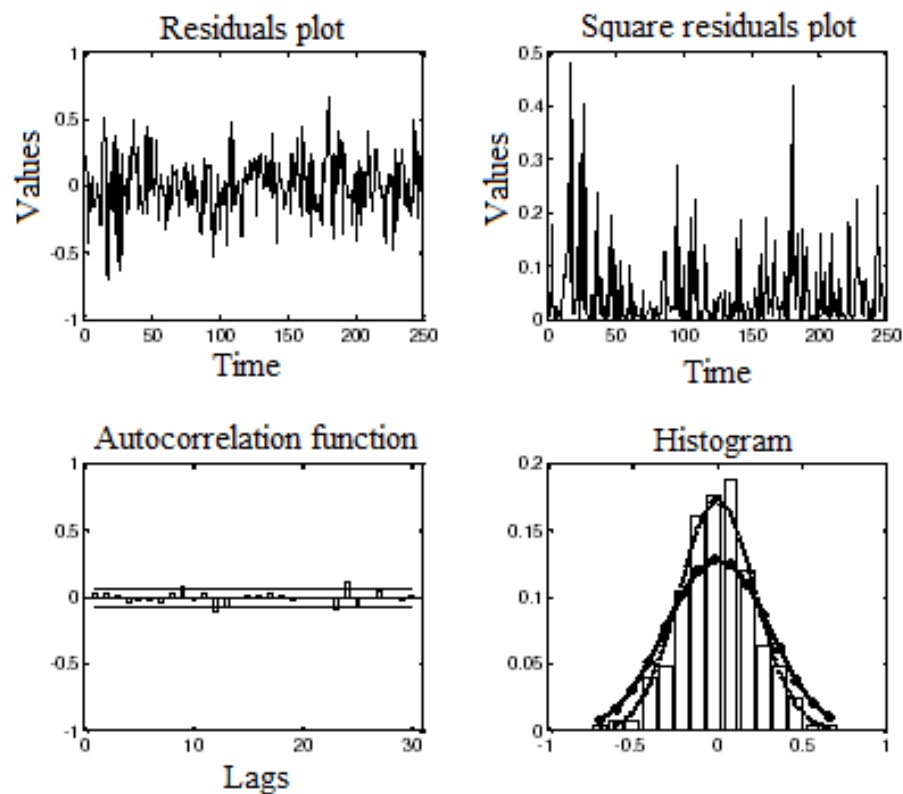 Residuals plot
1
0.5
0
-0.5
-1
Values
0 50 100 150 200 250
Time
Square residuals plot
0.5
0.4
0.3
0.2
0.1
0
Values
0 50 100 150 200 250
Time
Autocorrelation function
1
0.5
0
-0.5
-1
0 10 20 30
Lags
Histogram
0.2
0.15
0.1
0.05
0
-1 -0.5 0 0.5 1